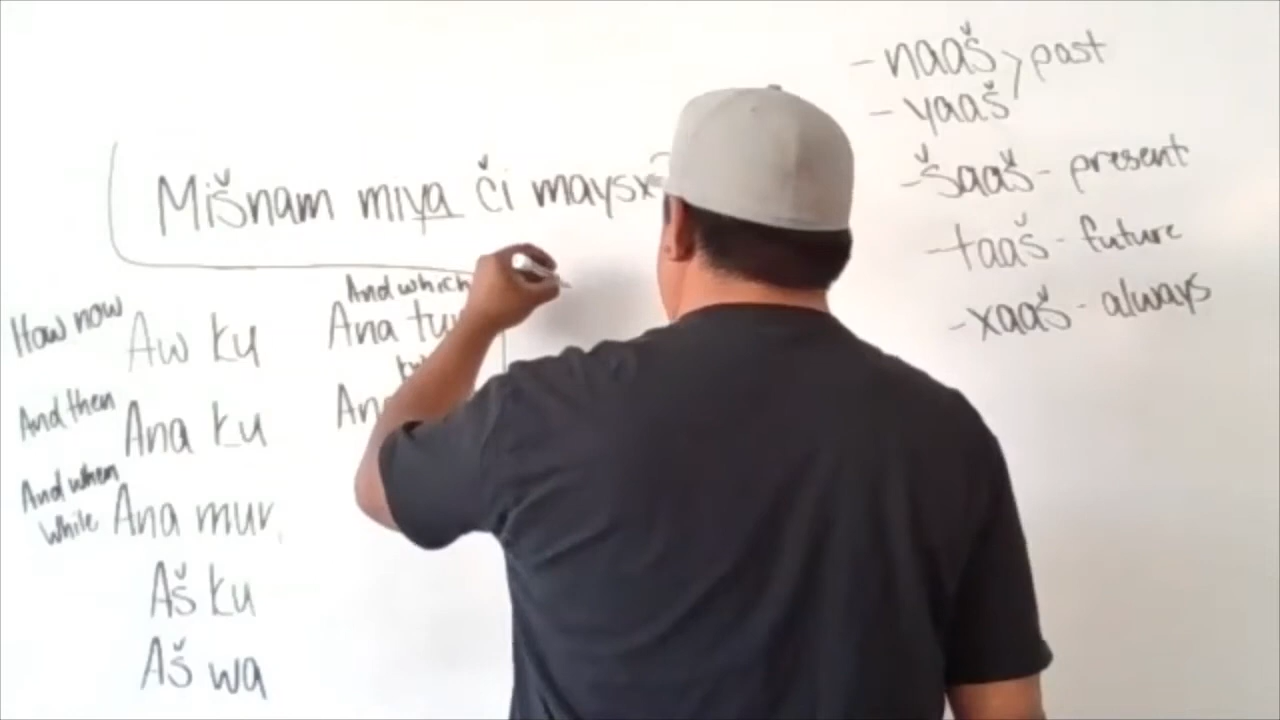 Mišnam miya či maysx
How now
Aw ku
And then
Ana ku
And when
while
Ana mun
Aš ku
Aš wa
And which
Ana
- naaš > past
- yaaš
- šaaš - present
- taaš - future
- xaaš - always